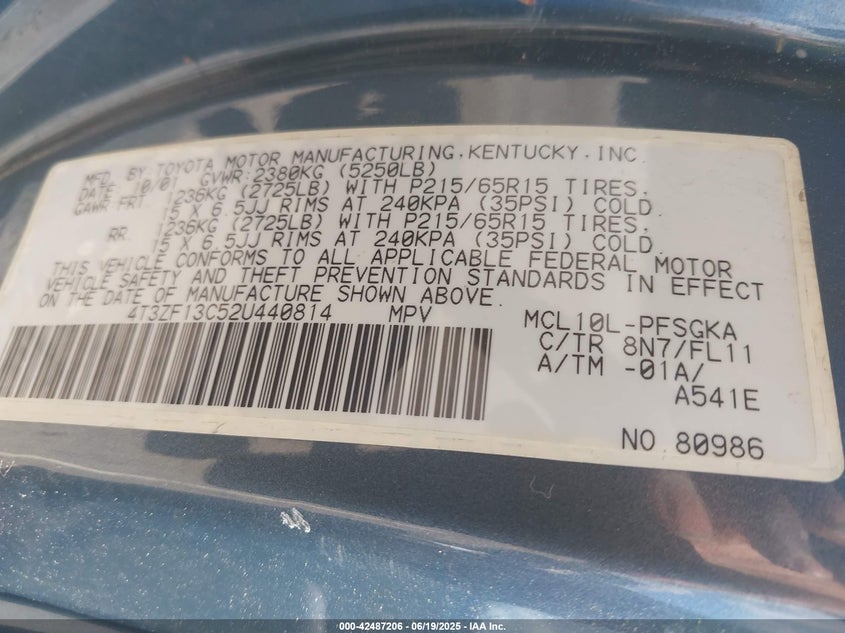 MFD. BY TOYOTA MOTOR MANUFACTURING, KENTUCKY, INC.
DATE: 10/01 GVWR: 2380KG (5250LB)
GAWR FRT. 1236KG (2725LB) WITH P215/65R15 TIRES,
15 X 6.5JJ RIMS AT 240KPA (35PSI) COLD.
RR. 1236KG (2725LB) WITH P215/65R15 TIRES,
15 X 6.5JJ RIMS AT 240KPA (35PSI) COLD.
THIS VEHICLE CONFORMS TO ALL APPLICABLE FEDERAL MOTOR
VEHICLE SAFETY AND THEFT PREVENTION STANDARDS IN EFFECT
ON THE DATE OF MANUFACTURE SHOWN ABOVE.
4T3ZF13C52U440814 MPV MCL10L-PFSGKA
C/TR 8N7/FL11
A/TM -01A/
A541E
NO.80986
000-42487206 - 06/19/2025 - IAA Inc.